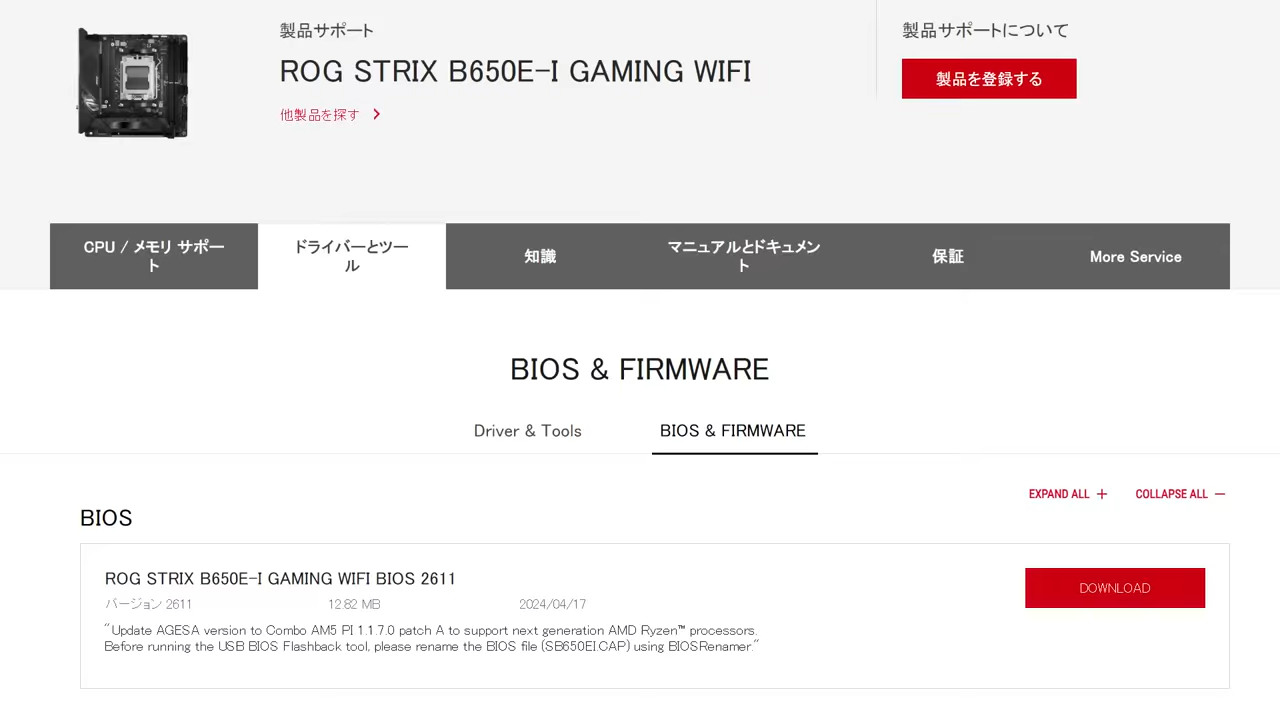 製品サポート
ROG STRIX B650E-I GAMING WIFI
他製品を探す
製品サポートについて
製品を登録する
CPU / メモリ サポー
ト
ドライバーとツー
ル
知識
マニュアルとドキュメン
ト
保証
More Service
BIOS & FIRMWARE
Driver & Tools
BIOS & FIRMWARE
EXPAND ALL +
COLLAPSE ALL −
BIOS
ROG STRIX B650E-I GAMING WIFI BIOS 2611
バージョン 2611
12.82 MB
2024/04/17
DOWNLOAD
"Update AGESA version to Combo AM5 PI 1.1.7.0 patch A to support next generation AMD Ryzen™ processors.
Before running the USB BIOS Flashback tool, please rename the BIOS file (SB650EI.CAP) using BIOSRenamer."